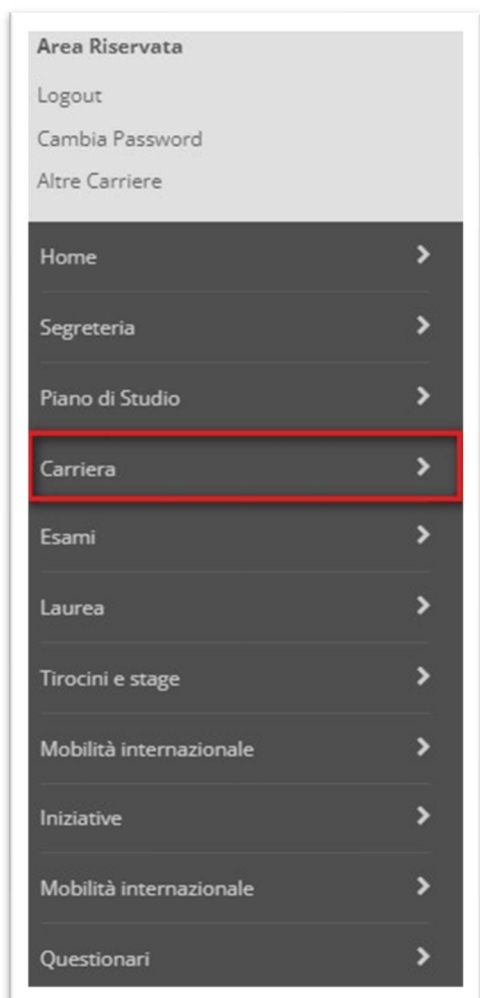 Area Riservata
Logout
Cambia Password
Altre Carriere
Home
Segreteria
Piano di Studio
Carriera
Esami
Laurea
Tirocini e stage
Mobilità internazionale
Iniziative
Mobilità internazionale
Questionari